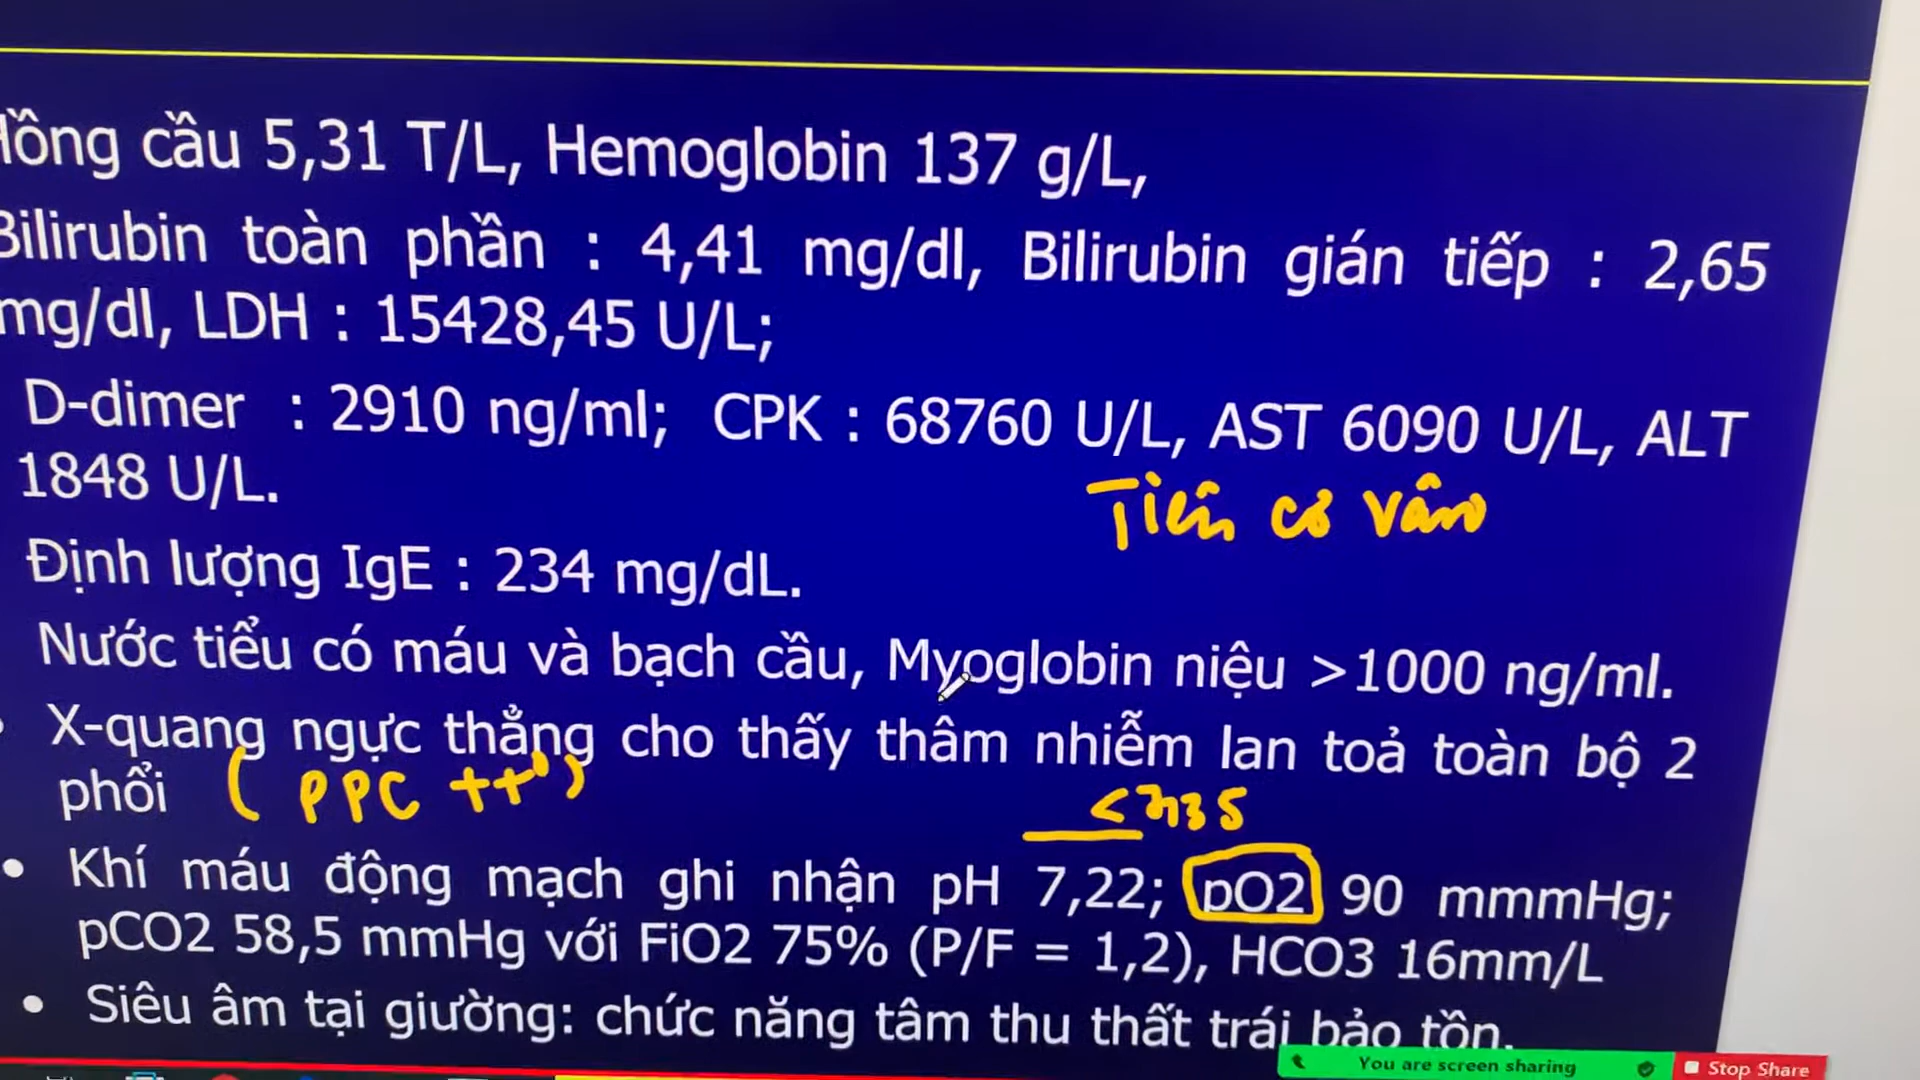 Hồng cầu 5,31 T/L, Hemoglobin 137 g/L,
Bilirubin toàn phần : 4,41 mg/dl, Bilirubin gián tiếp : 2,65
mg/dl, LDH : 15428,45 U/L;
D-dimer : 2910 ng/ml; CPK : 68760 U/L, AST 6090 U/L, ALT
1848 U/L.
Tiêu cơ vân
Định lượng IgE : 234 mg/dL.
Nước tiểu có máu và bạch cầu, Myoglobin niệu >1000 ng/ml.
X-quang ngực thẳng cho thấy thâm nhiễm lan toả toàn bộ 2
phổi ( PPC ++ )
<7,35
• Khí máu động mạch ghi nhận pH 7,22; pO2 90 mmmHg;
pCO2 58,5 mmHg với FiO2 75% (P/F = 1,2), HCO3 16mm/L
• Siêu âm tại giường: chức năng tâm thu thất trái bảo tồn.
You are screen sharing
Stop Share